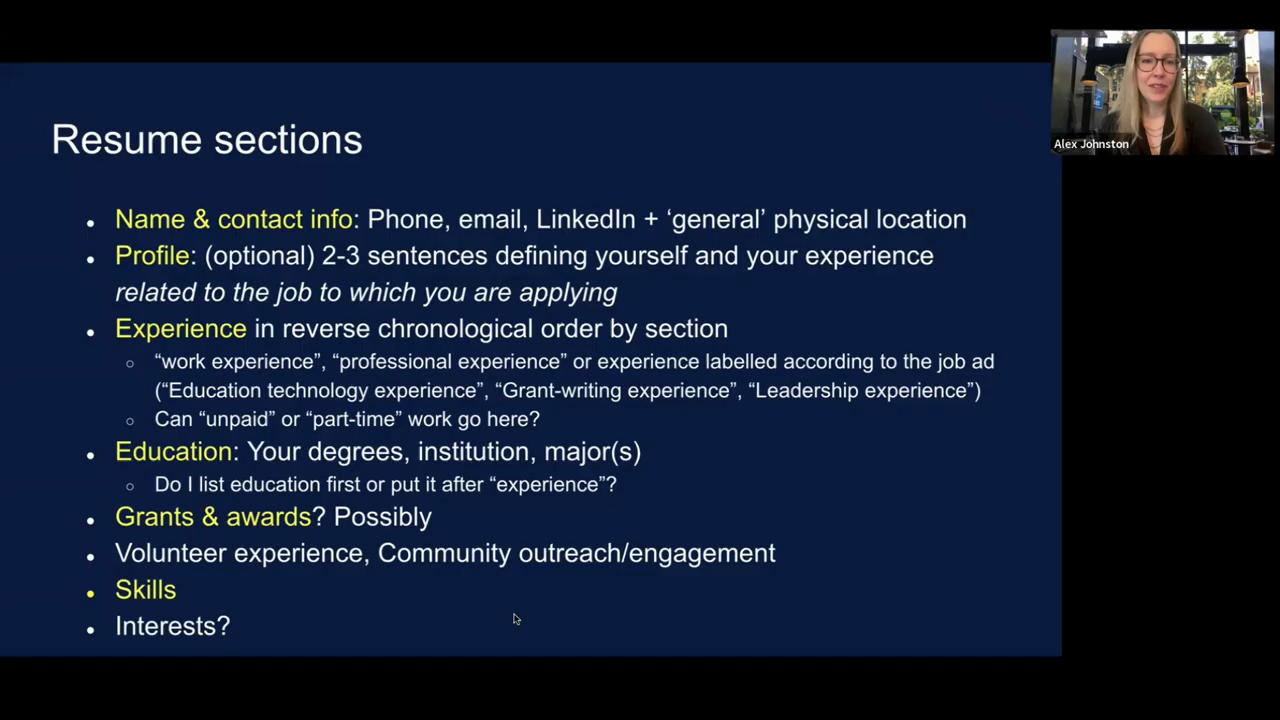 Resume sections
Name & contact info: Phone, email, LinkedIn + ‘general’ physical location
Profile: (optional) 2-3 sentences defining yourself and your experience
related to the job to which you are applying
Experience in reverse chronological order by section
“work experience”, “professional experience” or experience labelled according to the job ad
(“Education technology experience”, “Grant-writing experience”, “Leadership experience”)
Can “unpaid” or “part-time” work go here?
Education: Your degrees, institution, major(s)
Do I list education first or put it after “experience”?
Grants & awards? Possibly
Volunteer experience, Community outreach/engagement
Skills
Interests?
Alex Johnston